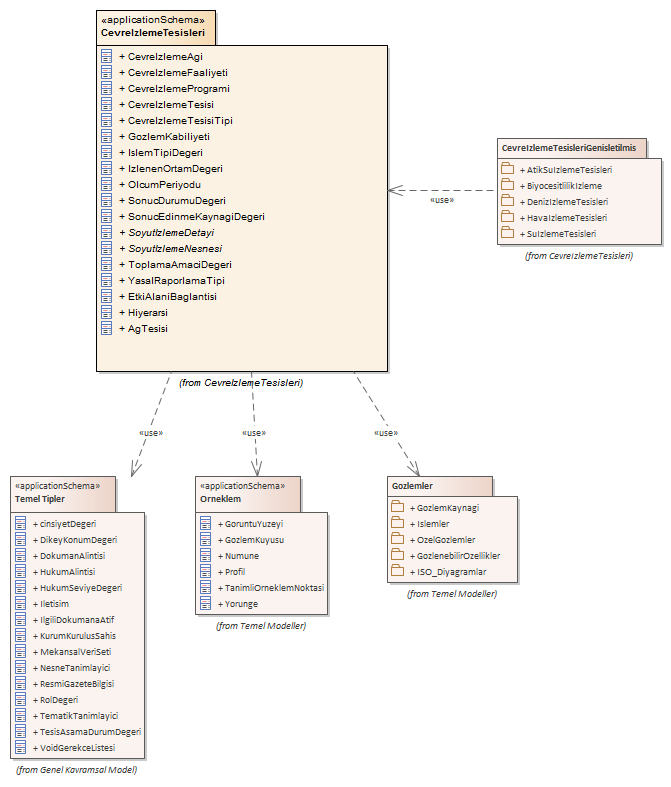 «applicationSchema»
CevreIzlemeTesisleri
+ CevreIzlemeAgi
+ CevreIzlemeFaaliyeti
+ CevreIzlemeProgrami
+ CevreIzlemeTesisi
+ CevreIzlemeTesisiTipi
+ GozlemKabiliyeti
+ IslemTipiDegeri
+ IzlenenOrtamDegeri
+ OlcumPeriyodu
+ SonucDurumuDegeri
+ SonucEdinmeKaynagiDegeri
+ SoyutIzlemeDetayi
+ SoyutIzlemeNesnesi
+ ToplamaAmaciDegeri
+ YasalRaporlamaTipi
+ EtkiAlaniBaglantisi
+ Hiyerarsi
+ AgTesisi
(from CevreIzlemeTesisleri)
CevreIzlemeTesisleriGenisletilmis
+ AtikSuIzlemeTesisleri
+ BiyocesitlilikIzleme
+ DenizIzlemeTesisleri
+ HavaIzlemeTesisleri
+ SuIzlemeTesisleri
(from CevreIzlemeTesisleri)
«use»
«use»
«use»
«use»
«applicationSchema»
Temel Tipler
+ cinsiyetDegeri
+ DikeyKonumDegeri
+ DokumanAlintisi
+ HukumAlintisi
+ HukumSeviyeDegeri
+ Iletisim
+ IlgiliDokumanaAtif
+ KurumKurulusSahis
+ MekansalVeriSeti
+ NesneTanimlayici
+ ResmiGazeteBilgisi
+ RolDegeri
+ TematikTanimlayici
+ TesisAsamaDurumDegeri
+ VoidGerekceListesi
(from Genel Kavramsal Model)
«applicationSchema»
Orneklem
+ GoruntuYuzeyi
+ GozlemKuyusu
+ Numune
+ Profil
+ TanimliOrneklemNoktasi
+ Yorunge
(from Temel Modeller)
Gozlemler
+ GozlemKaynagi
+ Islemler
+ OzelGozlemler
+ GozlenebilirOzellikler
+ ISO_Diyagramlar
(from Temel Modeller)